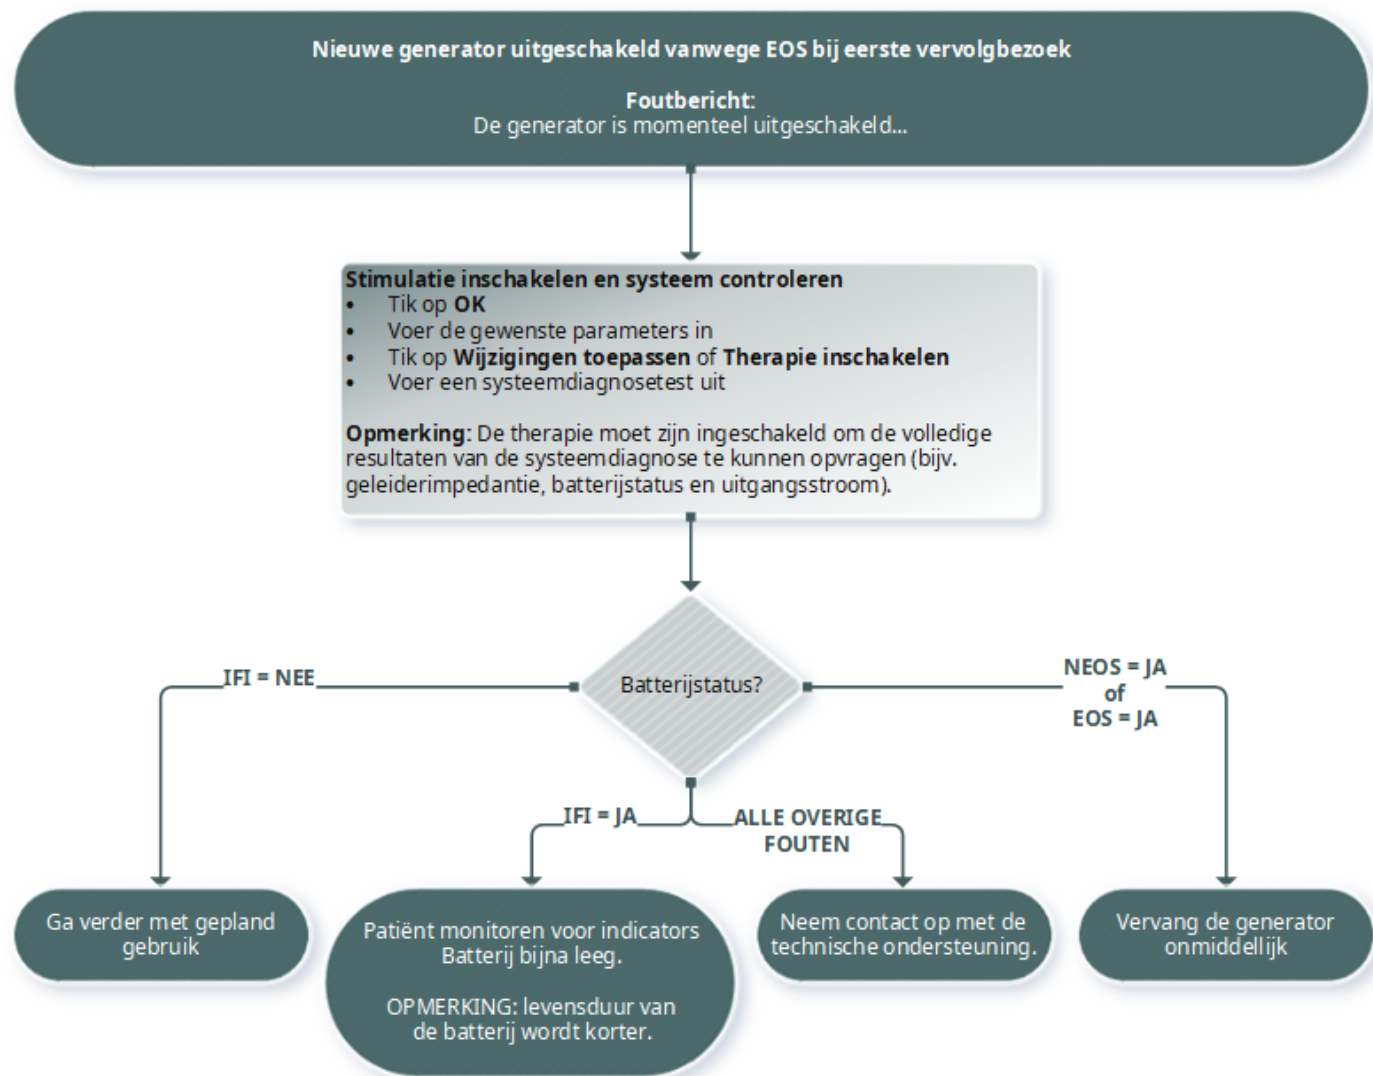 Nieuwe generator uitgeschakeld vanwege EOS bij eerste vervolgbezoek
Foutbericht:
De generator is momenteel uitgeschakeld...
Stimulatie inschakelen en systeem controleren
• Tik op OK
• Voer de gewenste parameters in
• Tik op Wijzigingen toepassen of Therapie inschakelen
• Voer een systeemdiagnosetest uit
Opmerking: De therapie moet zijn ingeschakeld om de volledige
resultaten van de systeemdiagnose te kunnen opvragen (bijv.
geleiderimpedantie, batterijstatus en uitgangsstroom).
Batterijstatus?
IFI = NEE
NEOS = JA
of
EOS = JA
IFI = JA
ALLE OVERIGE
FOUTEN
Ga verder met gepland
gebruik
Patiënt monitoren voor indicators
Batterij bijna leeg.
OPMERKING: levensduur van
de batterij wordt korter.
Neem contact op met de
technische ondersteuning.
Vervang de generator
onmiddellijk